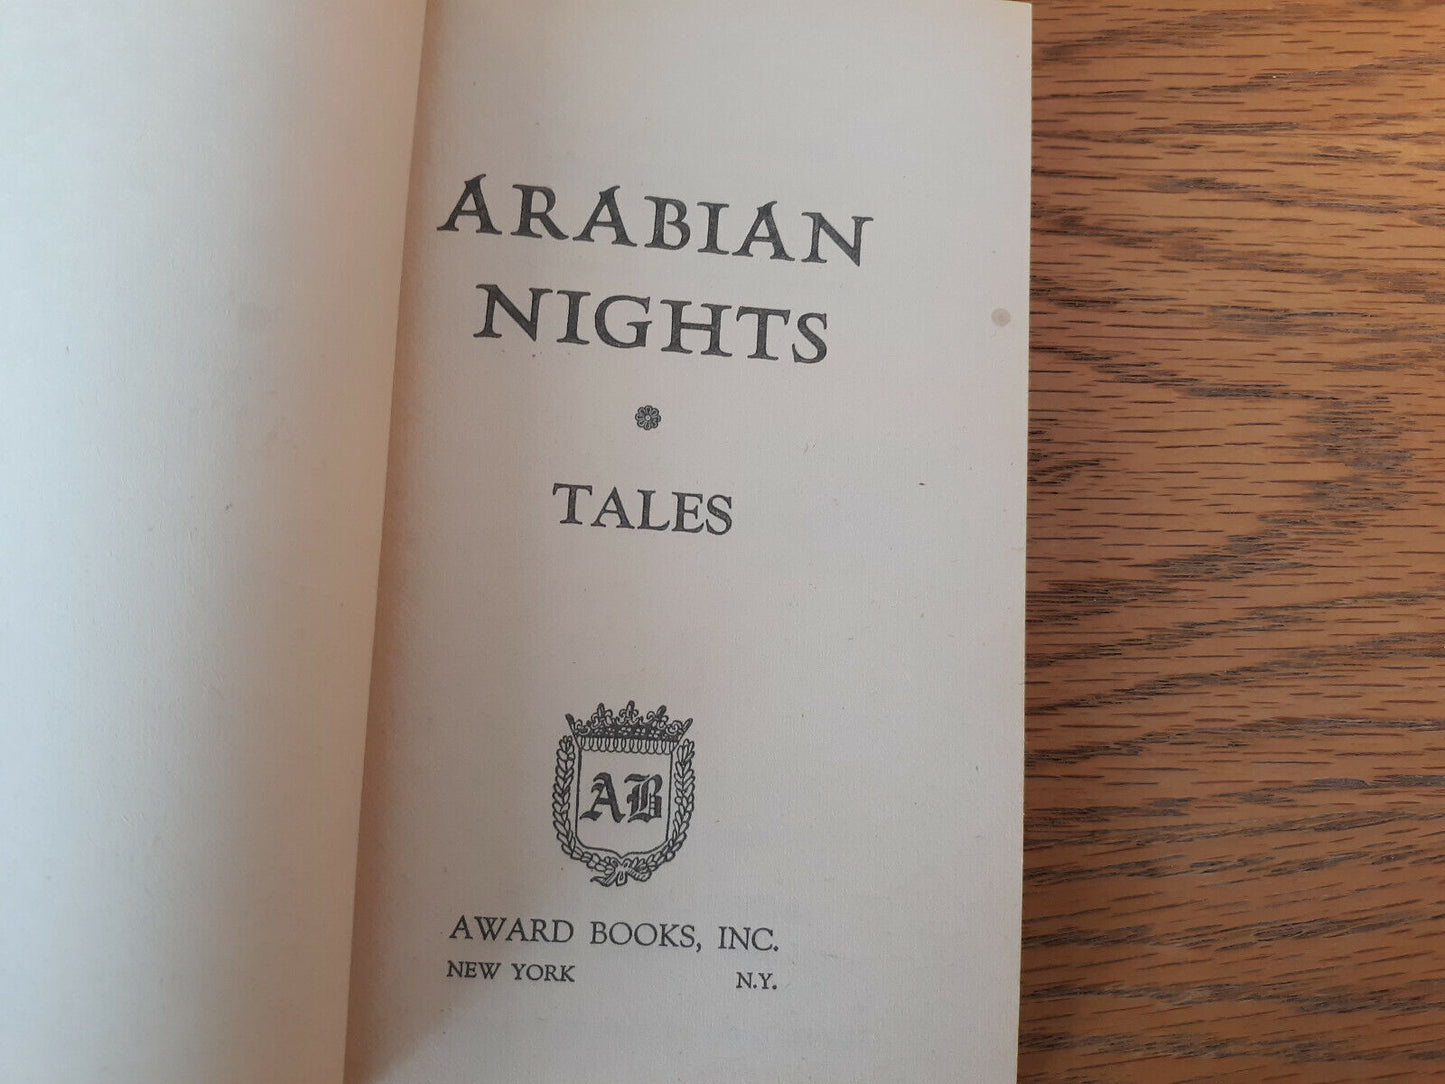 ARABIAN
NIGHTS
TALES
AB
AWARD BOOKS, INC.
NEW YORK N.Y.